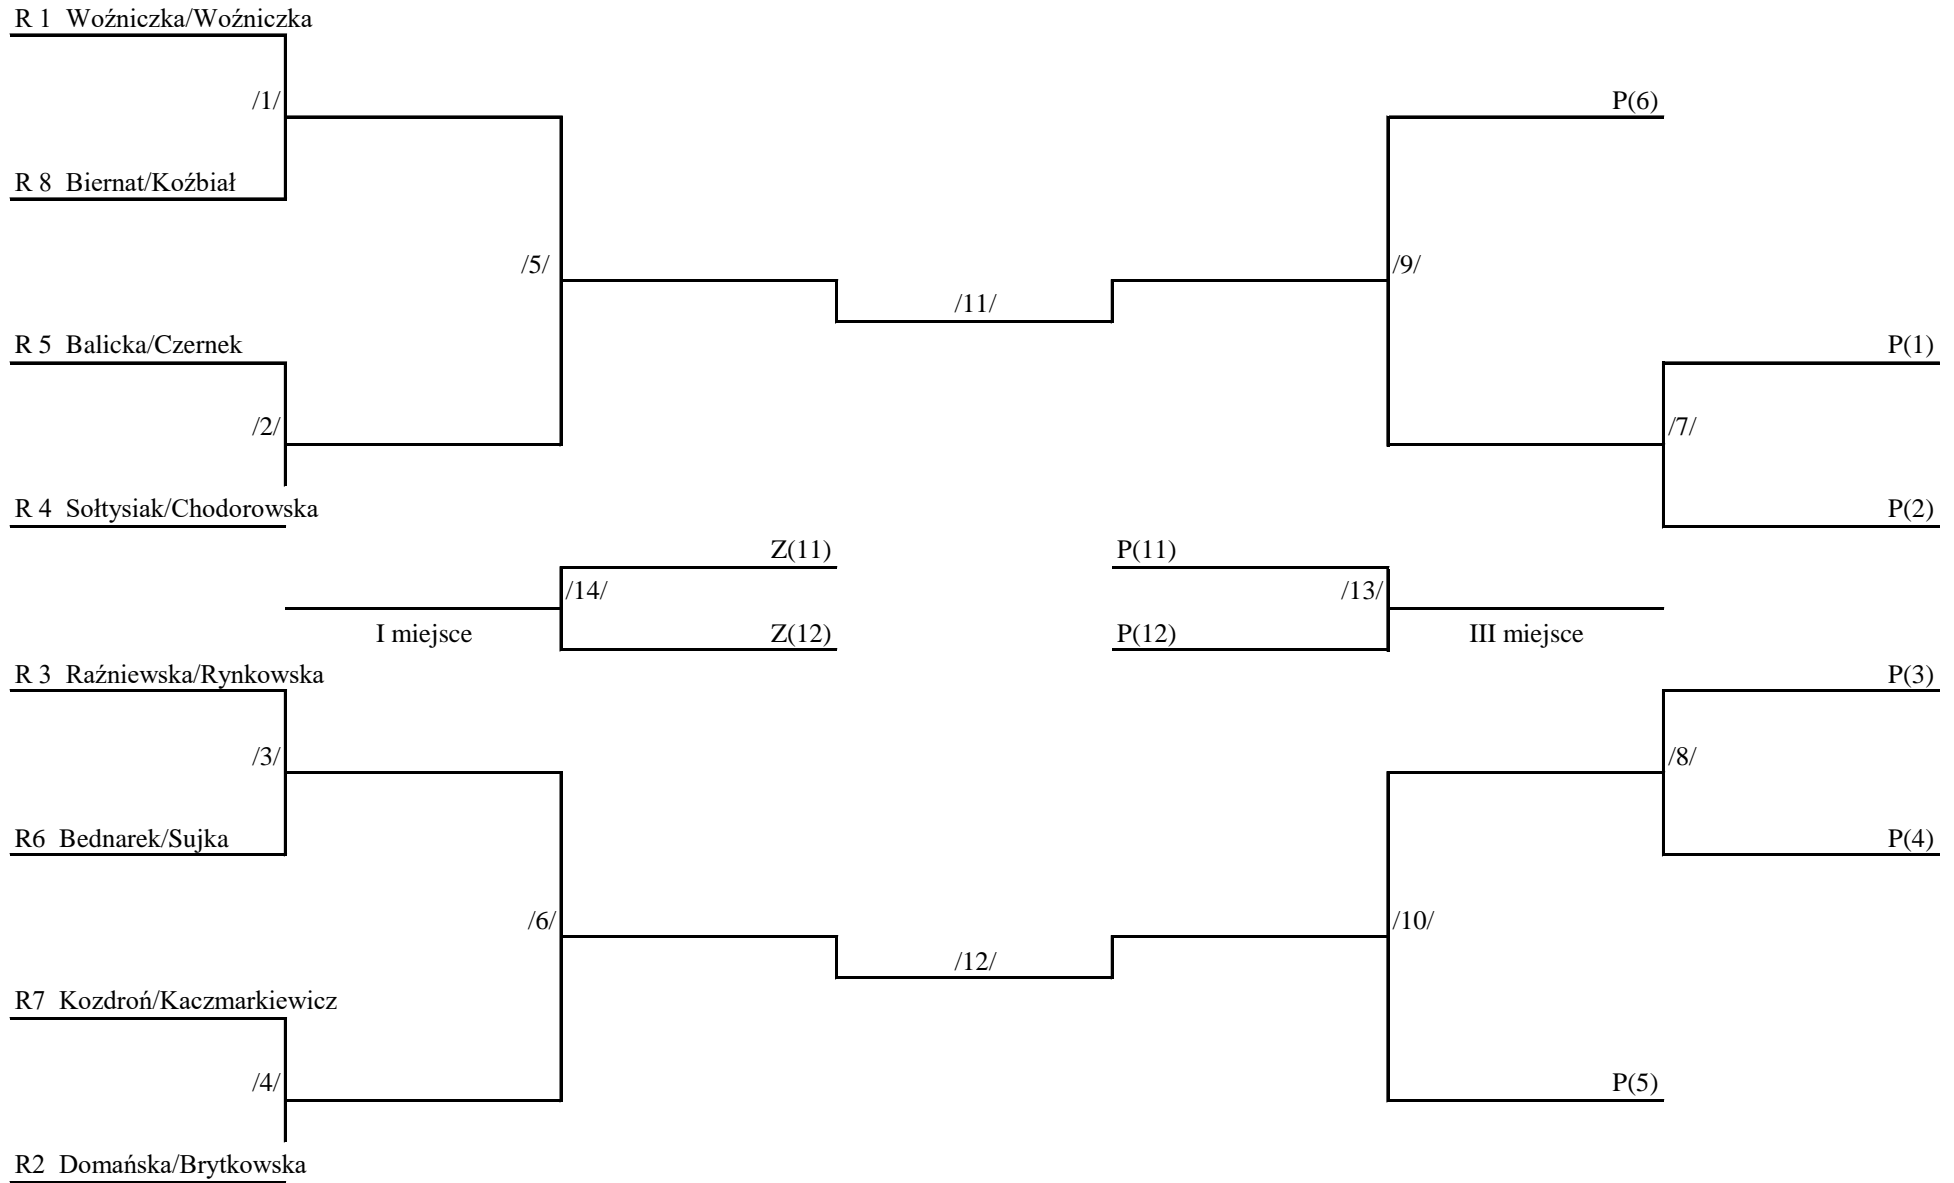 R 1 Woźniczka/Woźniczka
/1/
P(6)
R 8 Biernat/Koźbiał
/5/
/9/
/11/
R 5 Balicka/Czernek
P(1)
/2/
/7/
R 4 Sołtysiak/Chodorowska
P(2)
Z(11)
P(11)
/14/
/13/
I miejsce
Z(12)
P(12)
III miejsce
R 3 Raźniewska/Rynkowska
P(3)
/3/
/8/
R6 Bednarek/Sujka
P(4)
/6/
/10/
/12/
R7 Kozdroń/Kaczmarkiewicz
/4/
P(5)
R2 Domańska/Brytkowska